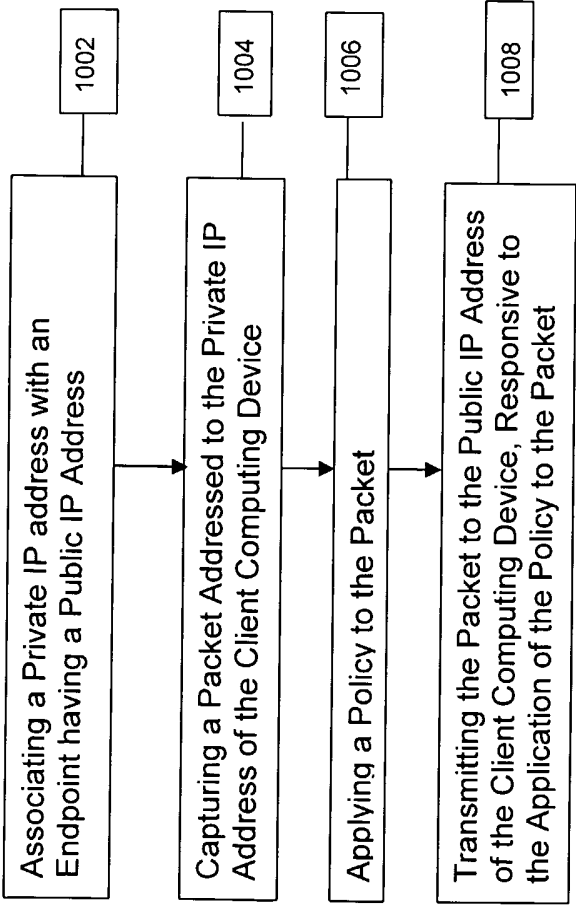 Associating a Private IP address with an
Endpoint having a Public IP Address
1002
Capturing a Packet Addressed to the Private IP
Address of the Client Computing Device
1004
Applying a Policy to the Packet
1006
Transmitting the Packet to the Public IP Address
of the Client Computing Device, Responsive to
the Application of the Policy to the Packet
1008